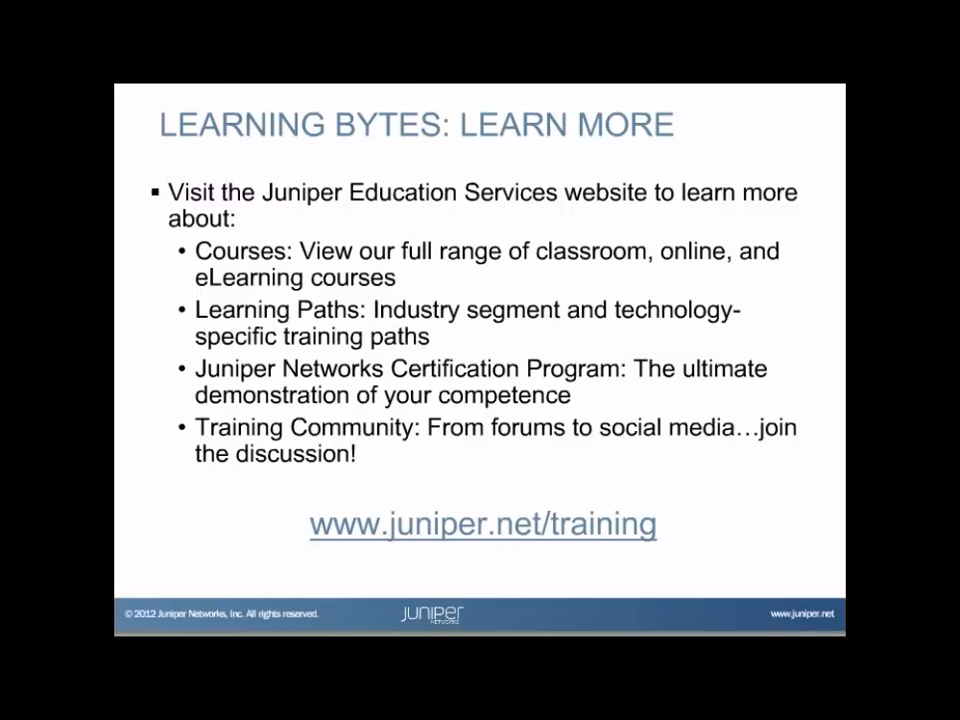 LEARNING BYTES: LEARN MORE
▪ Visit the Juniper Education Services website to learn more
about:
• Courses: View our full range of classroom, online, and
eLearning courses
• Learning Paths: Industry segment and technology-
specific training paths
• Juniper Networks Certification Program: The ultimate
demonstration of your competence
• Training Community: From forums to social media…join
the discussion!
www.juniper.net/training
© 2012 Juniper Networks, Inc. All rights reserved.
JUNIPER
NETWORKS
www.juniper.net